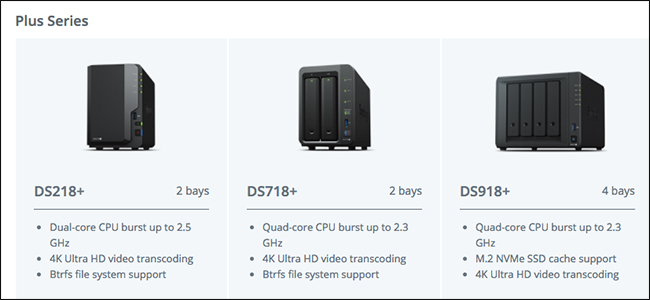 Plus Series
DS218+ 2 bays
Dual-core CPU burst up to 2.5
GHz
4K Ultra HD video transcoding
Btrfs file system support
DS718+ 2 bays
Quad-core CPU burst up to 2.3
GHz
4K Ultra HD video transcoding
Btrfs file system support
DS918+ 4 bays
Quad-core CPU burst up to 2.3
GHz
M.2 NVMe SSD cache support
4K Ultra HD video transcoding